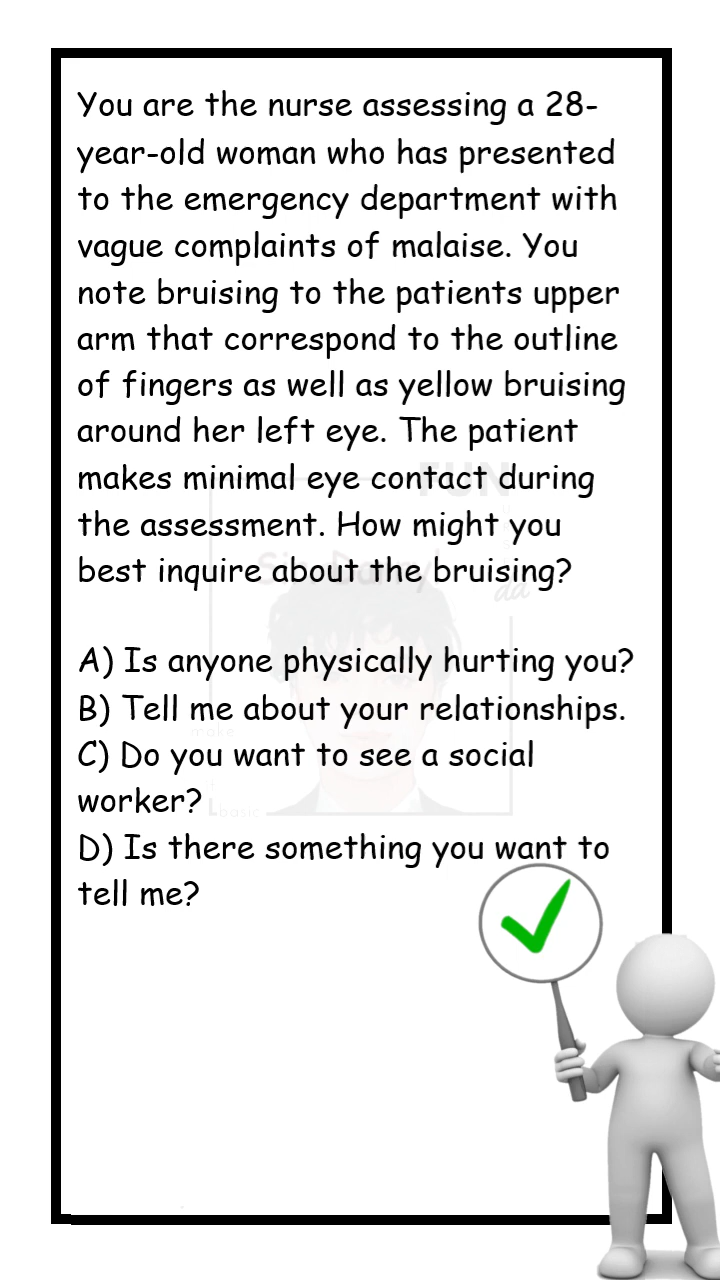 You are the nurse assessing a 28-
year-old woman who has presented
to the emergency department with
vague complaints of malaise. You
note bruising to the patients upper
arm that correspond to the outline
of fingers as well as yellow bruising
around her left eye. The patient
makes minimal eye contact during
the assessment. How might you
best inquire about the bruising?
A) Is anyone physically hurting you?
B) Tell me about your relationships.
C) Do you want to see a social
worker?
D) Is there something you want to
tell me?
FUN
make
basic